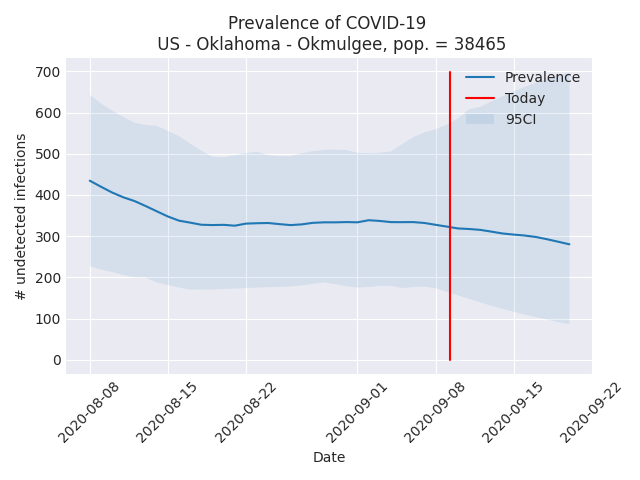 Prevalence of COVID-19
US - Oklahoma - Okmulgee, pop. = 38465
700
600
500
400
300
200
100
0
# undetected infections
Prevalence
Today
95CI
2020-08-08
2020-08-15
2020-08-22
2020-09-01
2020-09-08
2020-09-15
2020-09-22
Date